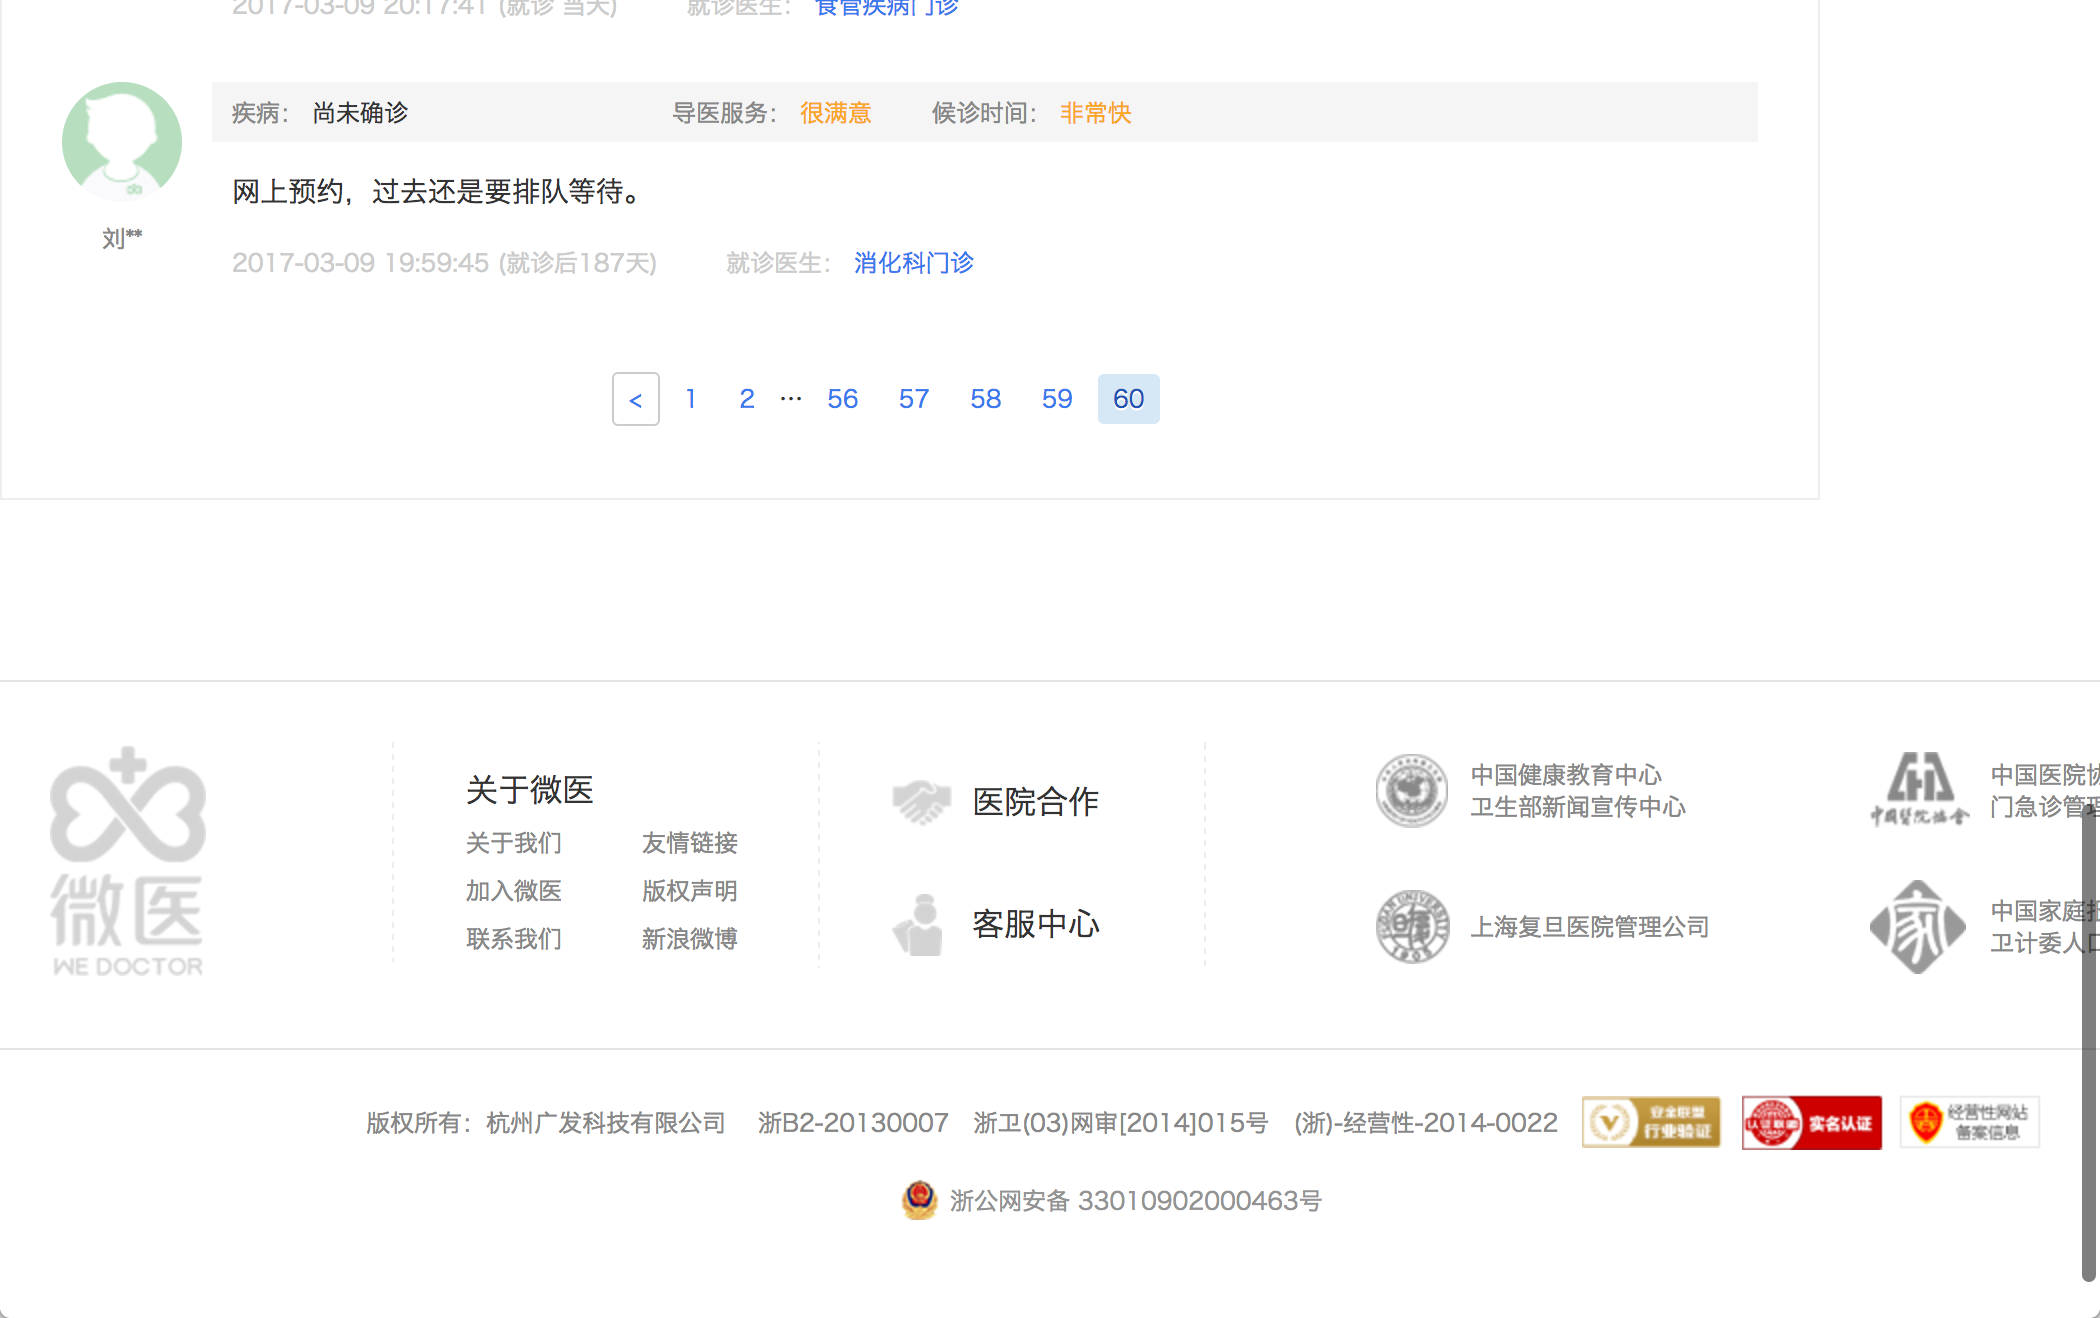 2017-03-09 20:17:41 (就诊 当天) 就诊医生： 食管疾病门诊
疾病： 尚未确诊 导医服务： 很满意 候诊时间： 非常快
网上预约，过去还是要排队等待。
刘**
2017-03-09 19:59:45 (就诊后187天) 就诊医生： 消化科门诊
< 1 2 ··· 56 57 58 59 60
微医
WE DOCTOR
关于微医
关于我们 友情链接
加入微医 版权声明
联系我们 新浪微博
医院合作
客服中心
中国健康教育中心
卫生部新闻宣传中心
中国医院协会
中国医院协
门急诊管理
上海复旦医院管理公司
家
中国家庭报
卫计委人口
版权所有：杭州广发科技有限公司 浙B2-20130007 浙卫(03)网审[2014]015号 (浙)-经营性-2014-0022
安全联盟
行业验证
实名认证
经营性网站
备案信息
浙公网安备 33010902000463号